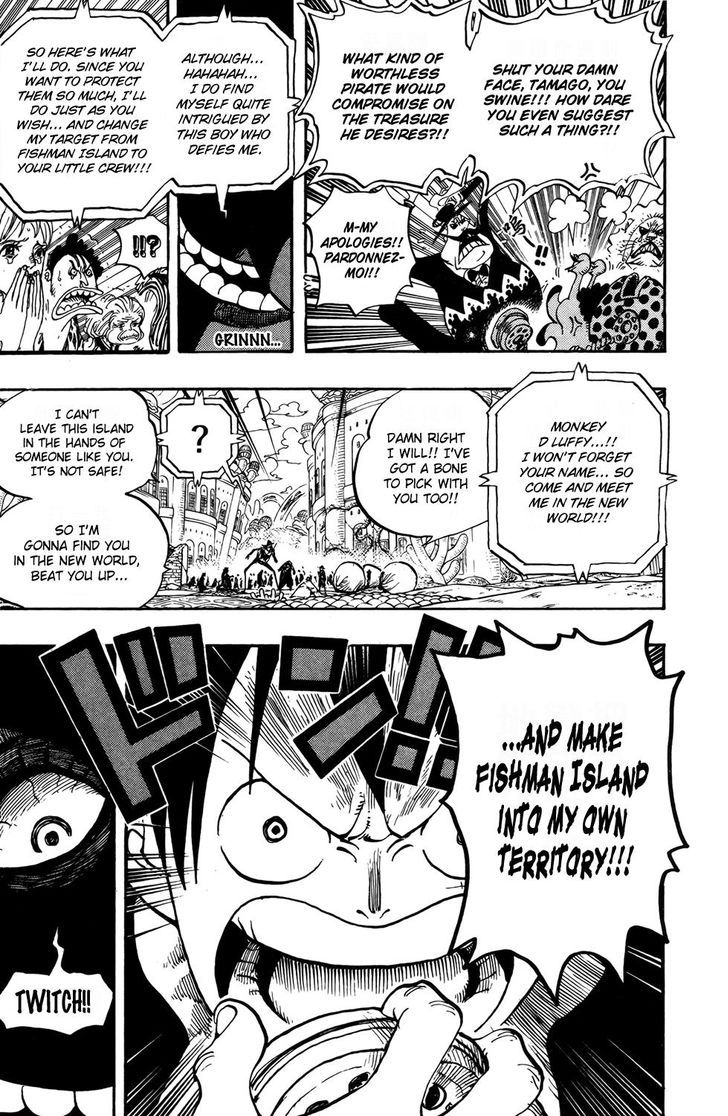 SHUT YOUR DAMN
FACE, TAMAGO, YOU
SWINE!!! HOW DARE
YOU EVEN SUGGEST
SUCH A THING?!!
WHAT KIND OF
WORTHLESS
PIRATE WOULD
COMPROMISE ON
THE TREASURE
HE DESIRES?!!
M-MY
APOLOGIES!!
PARDONNEZ-
MOI!!
!!
ALTHOUGH...
HAHAHAH...
I DO FIND
MYSELF QUITE
INTRIGUED BY
THIS BOY WHO
DEFIES ME.
GRINNN...
SO HERE'S WHAT
I'LL DO. SINCE YOU
WANT TO PROTECT
THEM SO MUCH, I'LL
DO JUST AS YOU
WISH... AND CHANGE
MY TARGET FROM
FISHMAN ISLAND TO
YOUR LITTLE CREW!!!
!!?
MONKEY
D LUFFY...!!
I WON'T FORGET
YOUR NAME... SO
COME AND MEET
ME IN THE NEW
WORLD!!!
DAMN RIGHT
I WILL!! I'VE
GOT A BONE
TO PICK WITH
YOU TOO!!
?
I CAN'T
LEAVE THIS ISLAND
IN THE HANDS OF
SOMEONE LIKE YOU.
IT'S NOT SAFE!
SO I'M
GONNA FIND YOU
IN THE NEW WORLD,
BEAT YOU UP...
...AND MAKE
FISHMAN ISLAND
INTO MY OWN
TERRITORY!!!
ドン!!
TWITCH!!